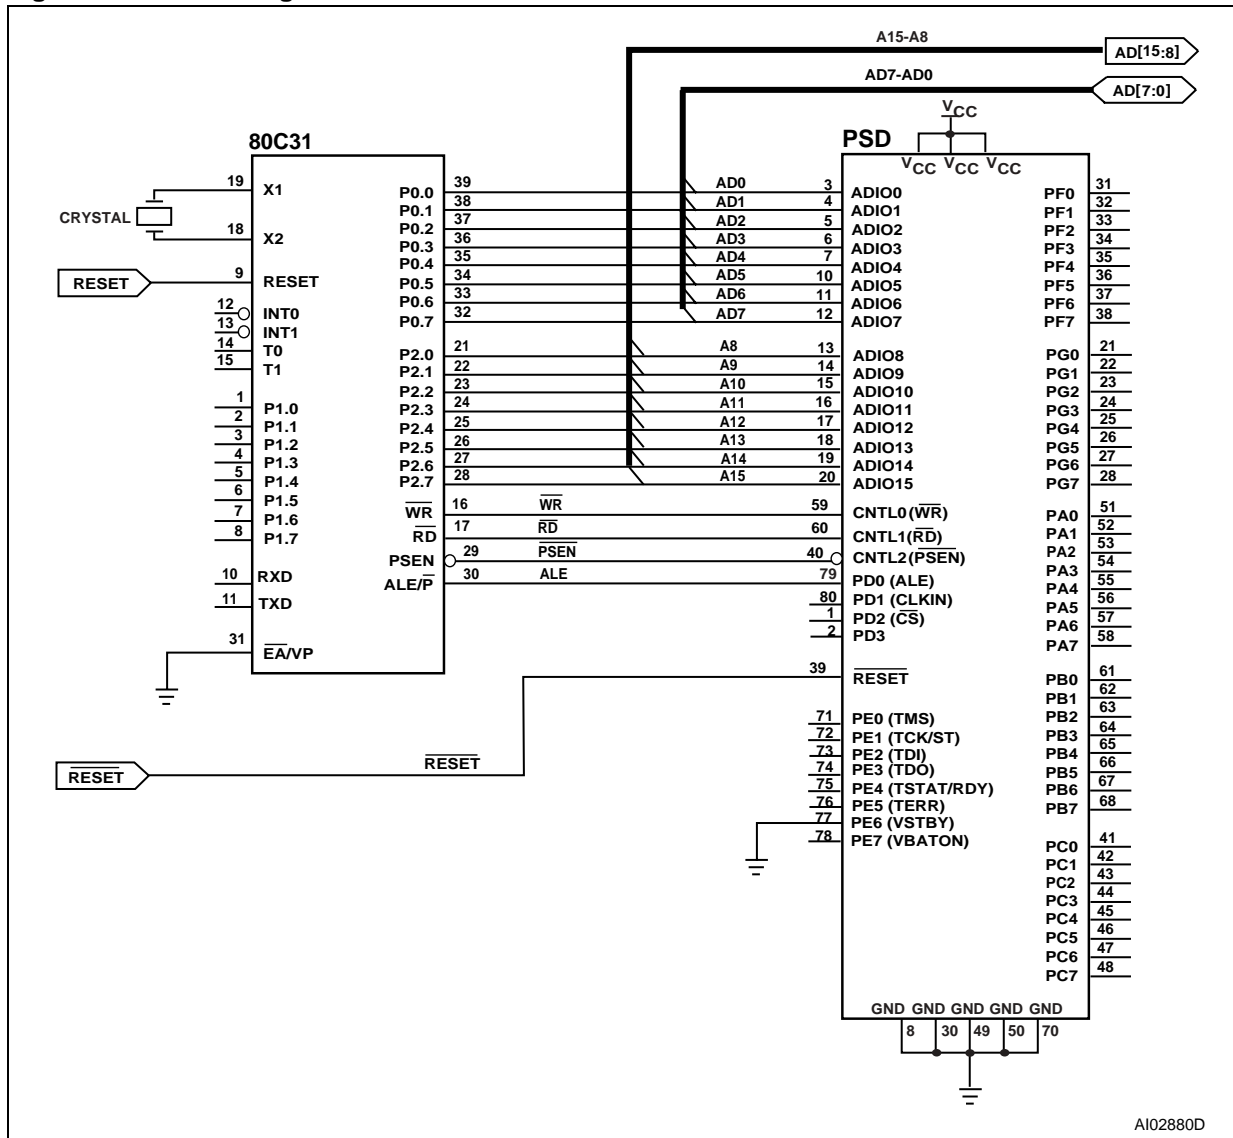 A15-A8
AD[15:8]
AD7-AD0
AD[7:0]
VCC
80C31
PSD
VCC VCC VCC
CRYSTAL
RESET
19 X1
18 X2
9 RESET
12 INT0
13 INT1
14 T0
15 T1
1 P1.0
2 P1.1
3 P1.2
4 P1.3
5 P1.4
6 P1.5
7 P1.6
8 P1.7
10 RXD
11 TXD
31 EA/VP
P0.0 39 AD0 3 ADIO0
P0.1 38 AD1 4 ADIO1
P0.2 37 AD2 5 ADIO2
P0.3 36 AD3 6 ADIO3
P0.4 35 AD4 7 ADIO4
P0.5 34 AD5 10 ADIO5
P0.6 33 AD6 11 ADIO6
P0.7 32 AD7 12 ADIO7
P2.0 21 A8 13 ADIO8
P2.1 22 A9 14 ADIO9
P2.2 23 A10 15 ADIO10
P2.3 24 A11 16 ADIO11
P2.4 25 A12 17 ADIO12
P2.5 26 A13 18 ADIO13
P2.6 27 A14 19 ADIO14
P2.7 28 A15 20 ADIO15
WR 16 WR 59 CNTL0(WR)
RD 17 RD 60 CNTL1(RD)
PSEN 29 PSEN 40 CNTL2(PSEN)
ALE/P 30 ALE 79 PD0 (ALE)
80 PD1 (CLKIN)
1 PD2 (CS)
2 PD3
39 RESET
RESET
RESET
71 PE0 (TMS)
72 PE1 (TCK/ST)
73 PE2 (TDI)
74 PE3 (TDO)
75 PE4 (TSTAT/RDY)
76 PE5 (TERR)
77 PE6 (VSTBY)
78 PE7 (VBATON)
PF0 31
PF1 32
PF2 33
PF3 34
PF4 35
PF5 36
PF6 37
PF7 38
PG0 21
PG1 22
PG2 23
PG3 24
PG4 25
PG5 26
PG6 27
PG7 28
PA0 51
PA1 52
PA2 53
PA3 54
PA4 55
PA5 56
PA6 57
PA7 58
PB0 61
PB1 62
PB2 63
PB3 64
PB4 65
PB5 66
PB6 67
PB7 68
PC0 41
PC1 42
PC2 43
PC3 44
PC4 45
PC5 46
PC6 47
PC7 48
GND GND GND GND GND
8 30 49 50 70
AI02880D